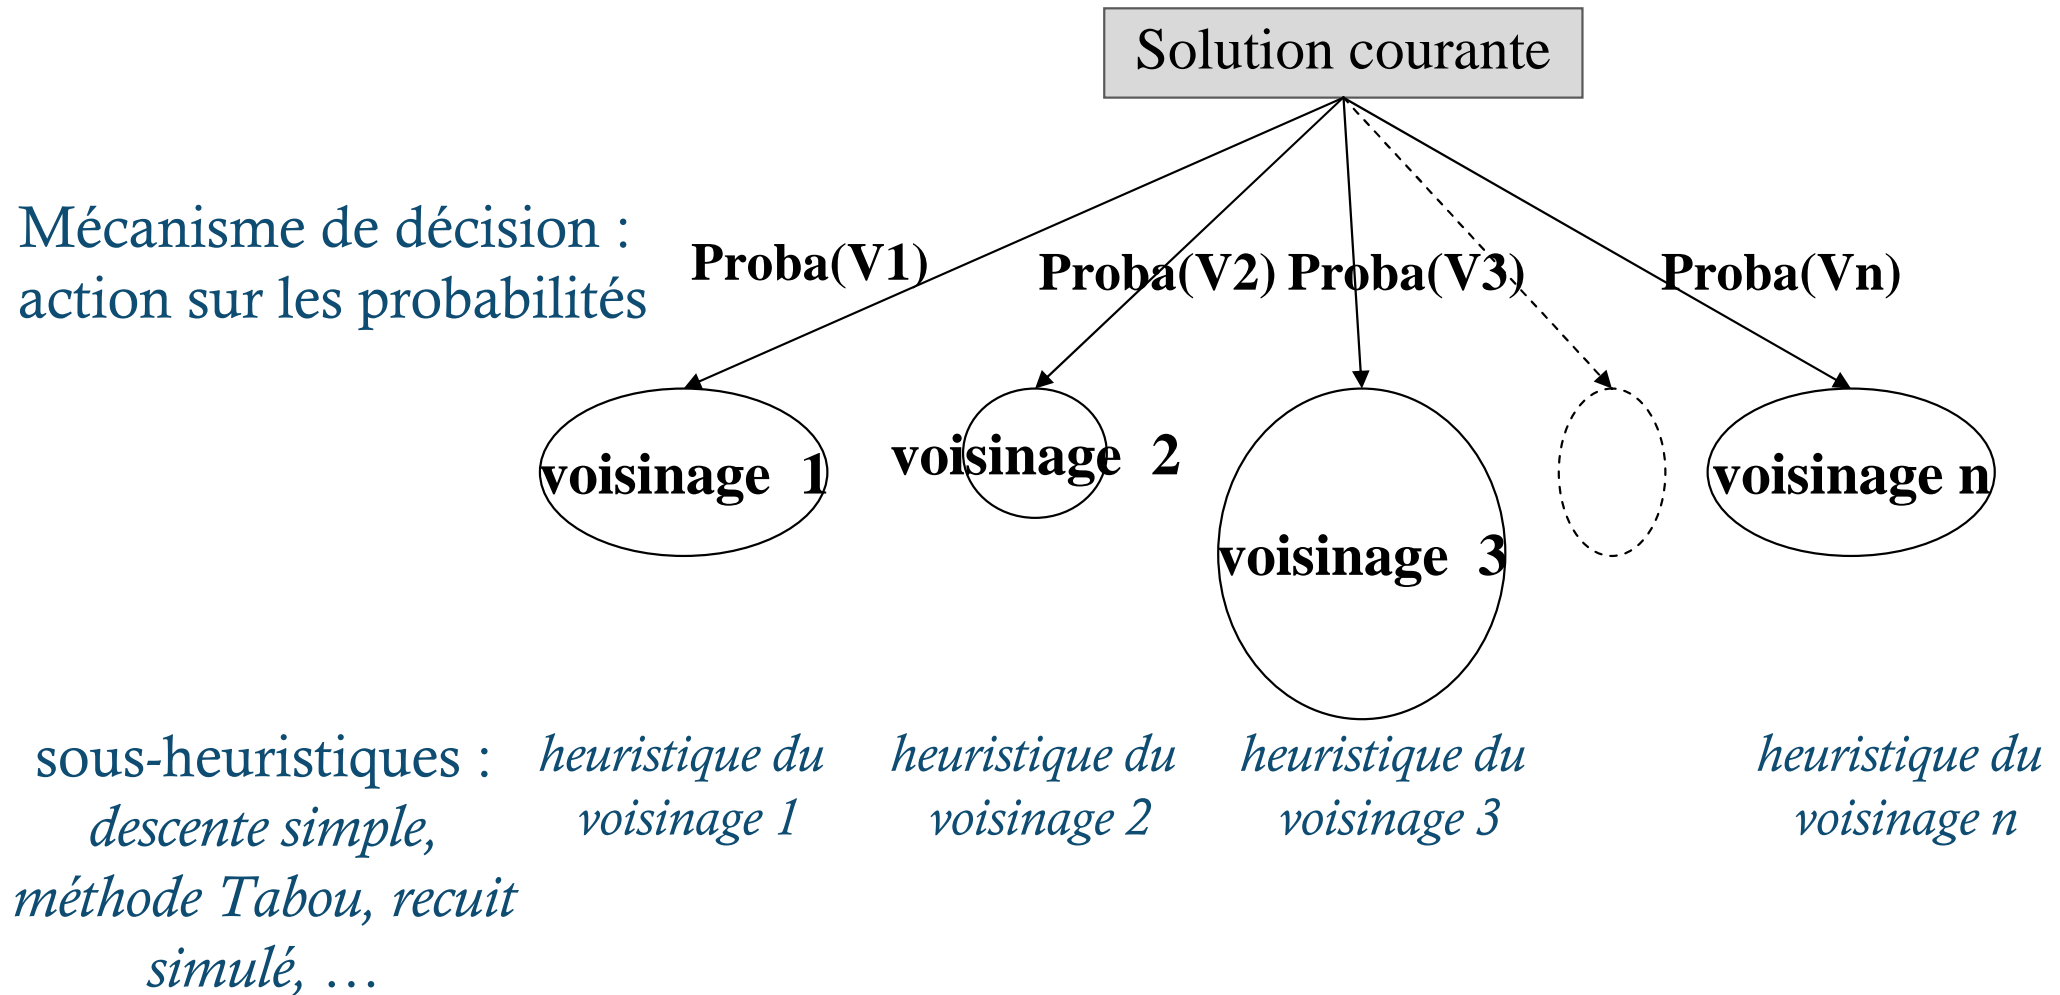 Solution courante
Mécanisme de décision :
action sur les probabilités
Proba(V1)
Proba(V2)
Proba(V3)
Proba(Vn)
voisinage 1
voisinage 2
voisinage 3
voisinage n
sous-heuristiques :
descente simple,
méthode Tabou, recuit
simulé, …
heuristique du
voisinage 1
heuristique du
voisinage 2
heuristique du
voisinage 3
heuristique du
voisinage n